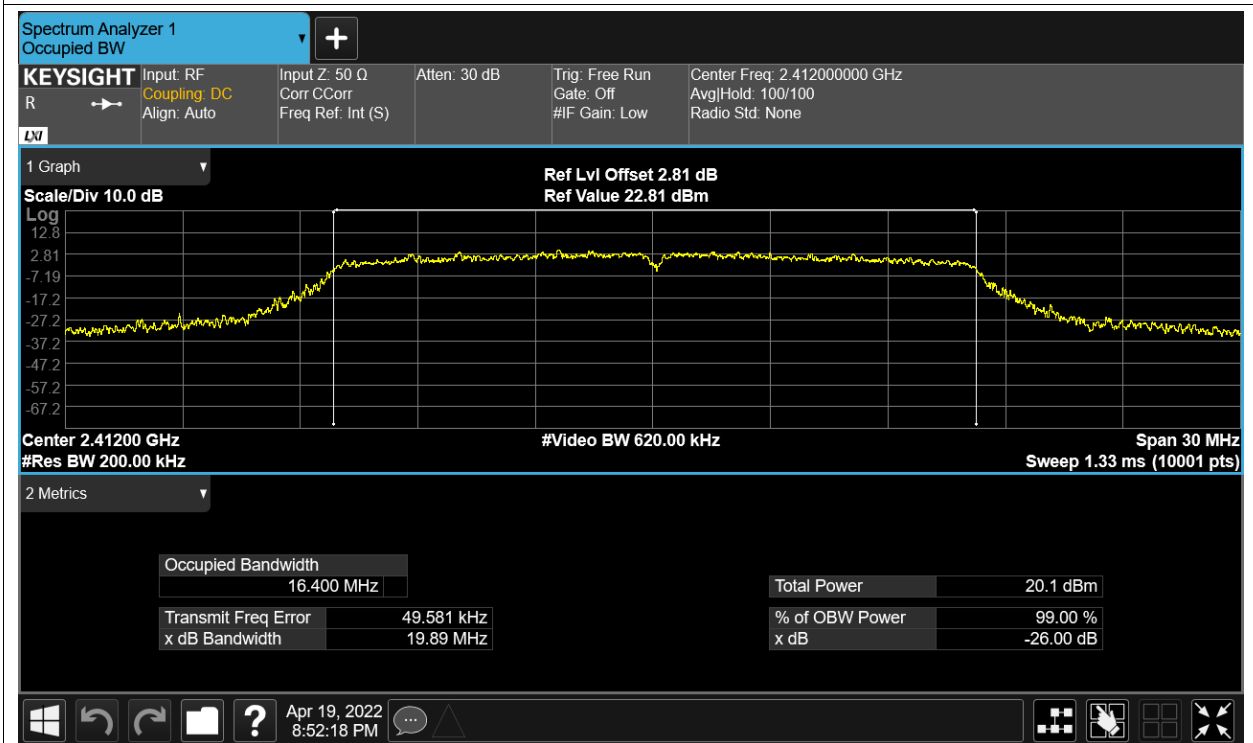 Spectrum Analyzer 1
Occupied BW
+
KEYSIGHT Input: RF Input Z: 50 Ω Atten: 30 dB Trig: Free Run Center Freq: 2.412000000 GHz
R Coupling: DC Corr CCorr Gate: Off Avg|Hold: 100/100
Align: Auto Freq Ref: Int (S) #IF Gain: Low Radio Std: None
LXI
1 Graph
Ref Lvl Offset 2.81 dB
Scale/Div 10.0 dB Ref Value 22.81 dBm
Log
12.8
2.81
-7.19
-17.2
-27.2
-37.2
-47.2
-57.2
-67.2
Center 2.41200 GHz #Video BW 620.00 kHz Span 30 MHz
#Res BW 200.00 kHz Sweep 1.33 ms (10001 pts)
2 Metrics
Occupied Bandwidth
16.400 MHz Total Power 20.1 dBm
Transmit Freq Error 49.581 kHz % of OBW Power 99.00 %
x dB Bandwidth 19.89 MHz x dB -26.00 dB
? Apr 19, 2022
8:52:18 PM